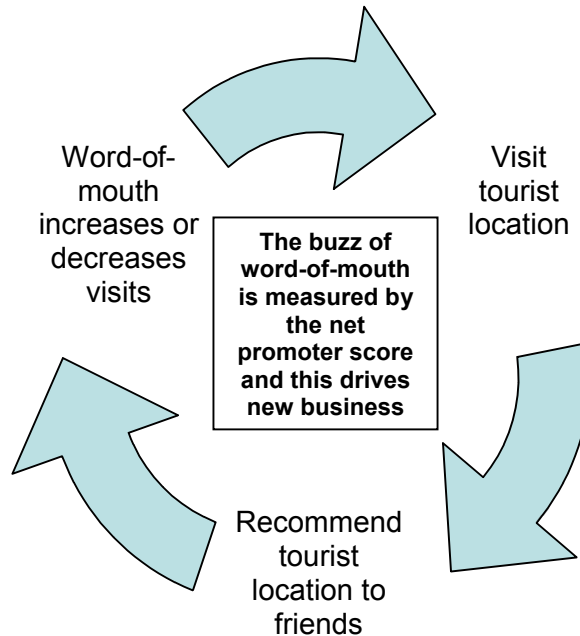 Word-of-
mouth
increases or
decreases
visits
Visit
tourist
location
The buzz of
word-of-mouth
is measured by
the net
promoter score
and this drives
new business
Recommend
tourist
location to
friends